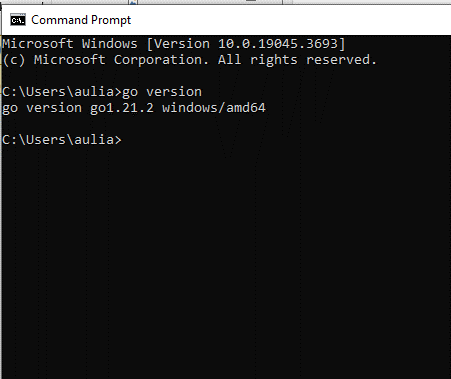 Command Prompt
Microsoft Windows [Version 10.0.19045.3693]
(c) Microsoft Corporation. All rights reserved.
C:\Users\aulia>go version
go version go1.21.2 windows/amd64
C:\Users\aulia>